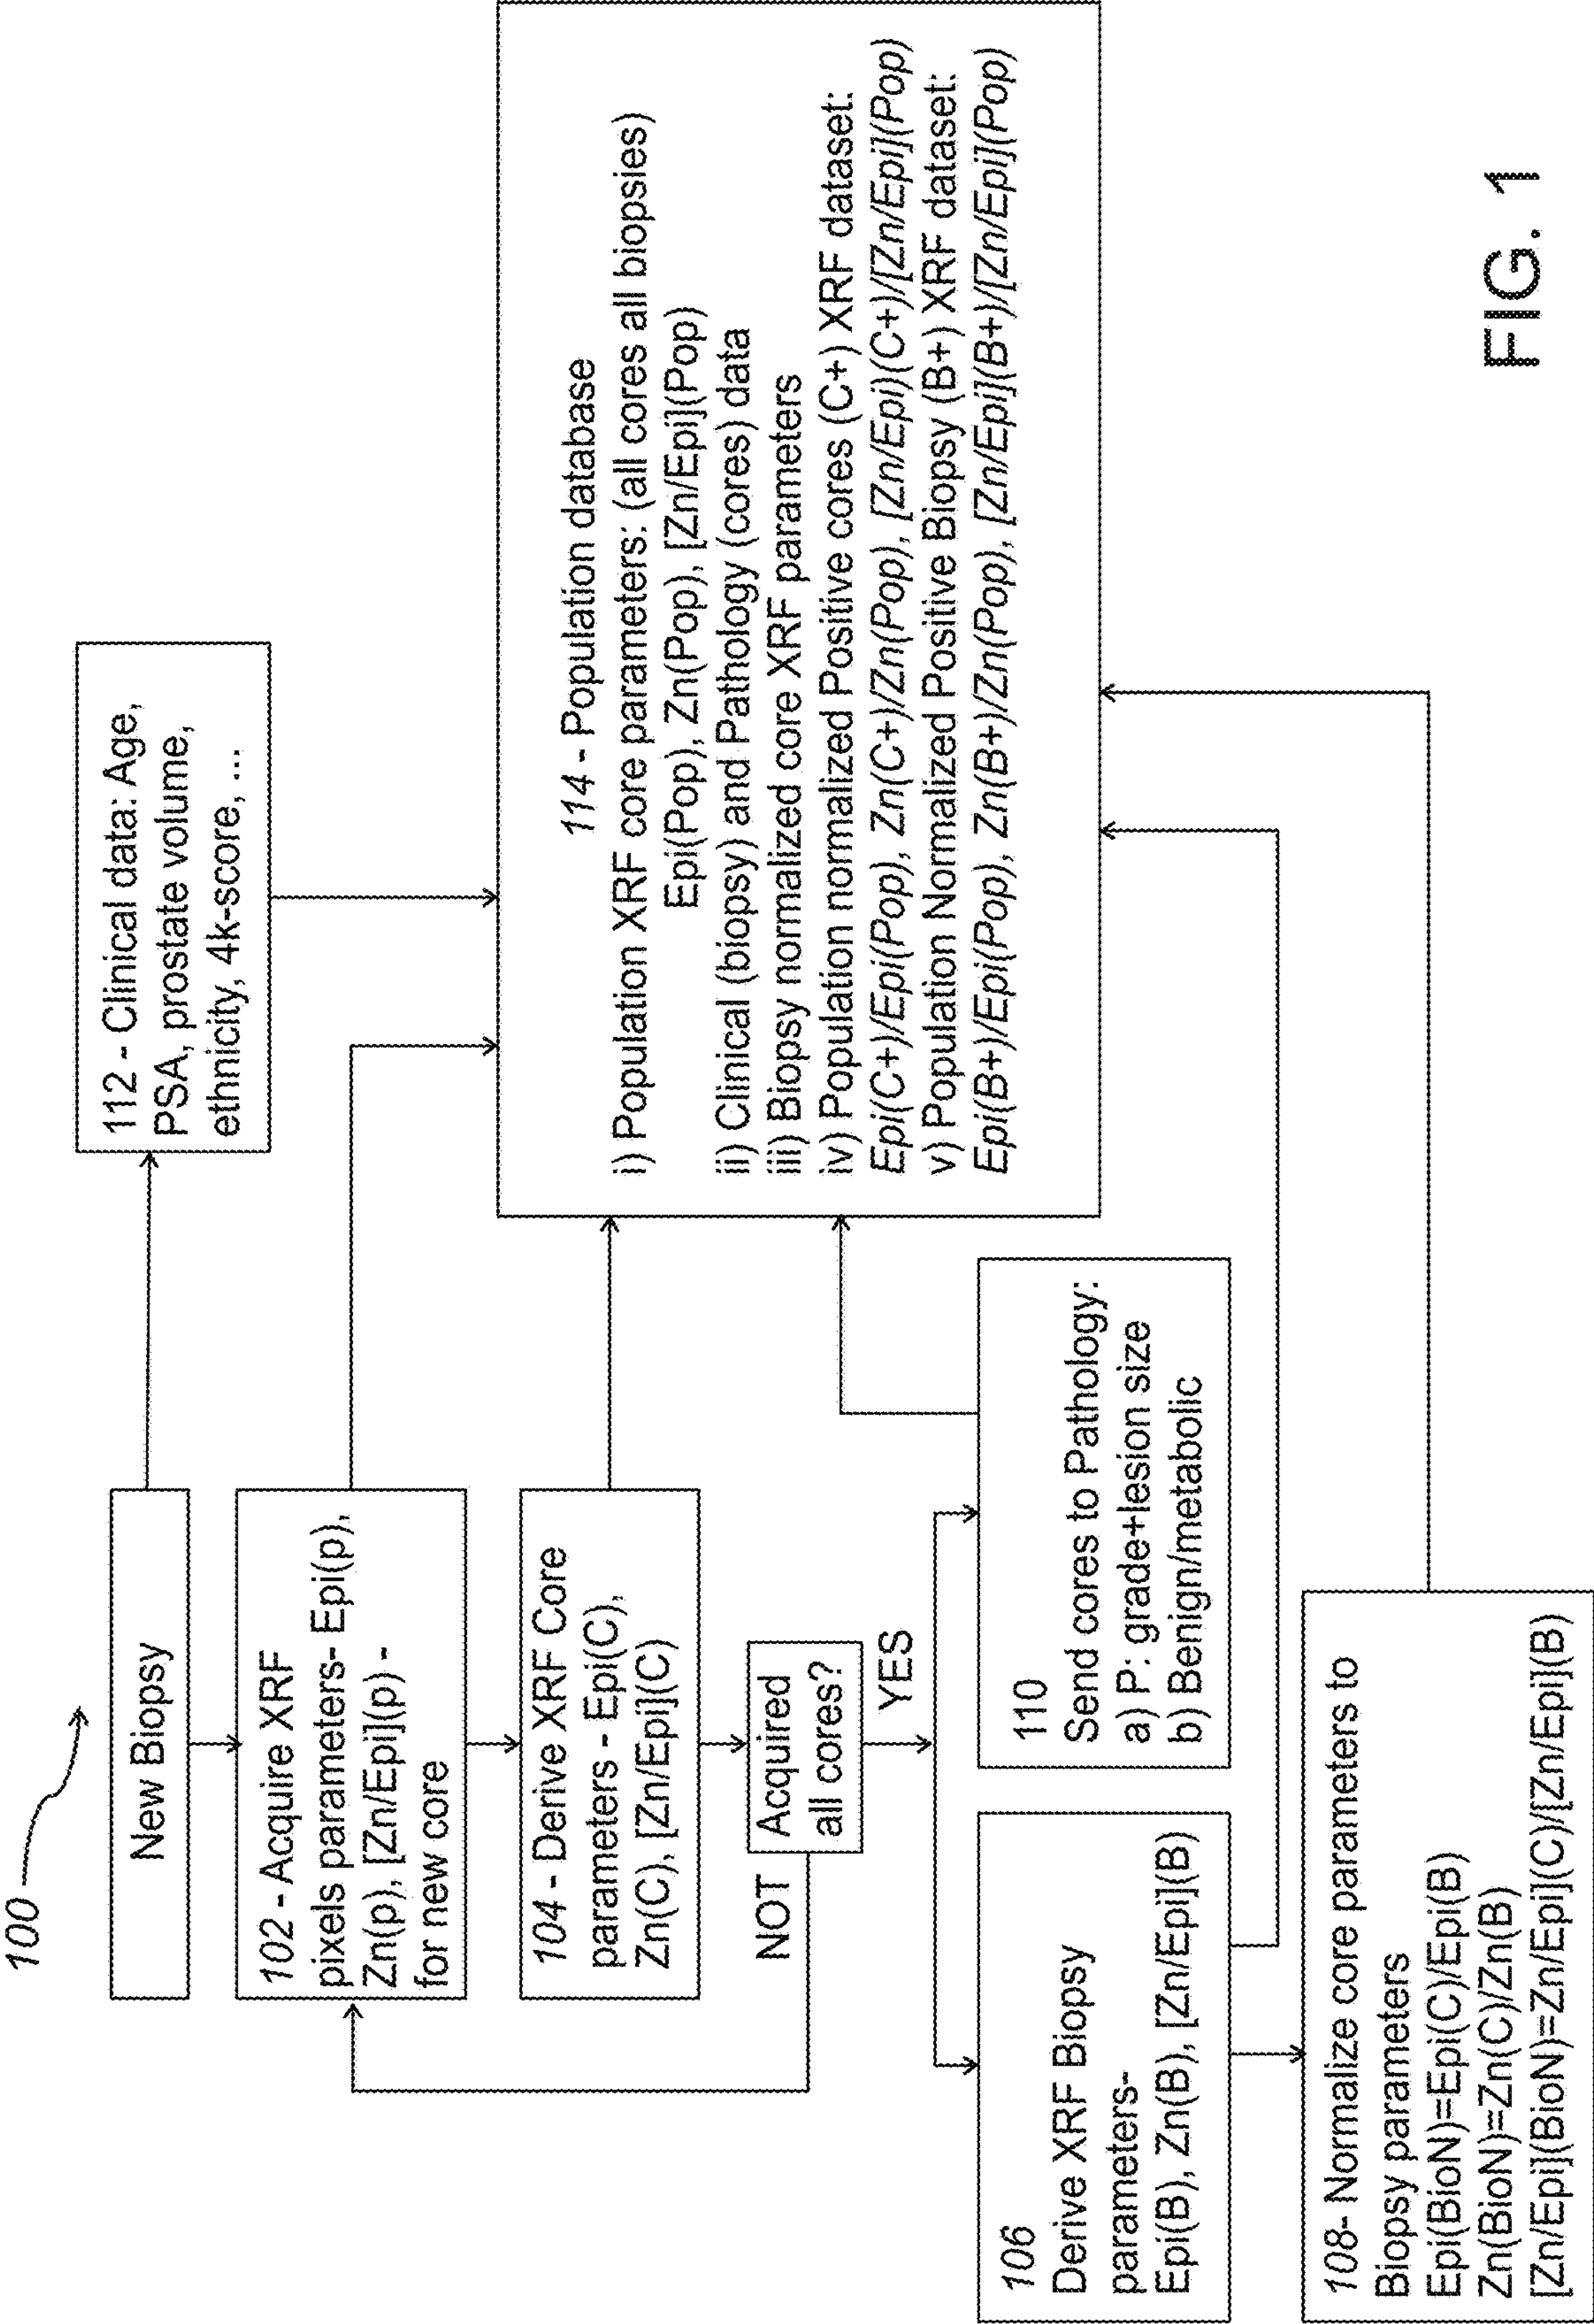 100
New Biopsy
102 - Acquire XRF
pixels parameters- Epi(p),
Zn(p), [Zn/Epi](p) -
for new core
104 - Derive XRF Core
parameters - Epi(C),
Zn(C), [Zn/Epi](C)
Acquired
all cores?
NOT
YES
106
Derive XRF Biopsy
parameters-
Epi(B), Zn(B), [Zn/Epi](B)
110
Send cores to Pathology:
a) P: grade+lesion size
b) Benign/metabolic
108- Normalize core parameters to
Biopsy parameters
Epi(BioN)=Epi(C)/Epi(B)
Zn(BioN)=Zn(C)/Zn(B)
[Zn/Epi](BioN)=Zn/Epi](C)/[Zn/Epi](B)
112 - Clinical data: Age,
PSA, prostate volume,
ethnicity, 4k-score, ...
114 - Population database
i) Population XRF core parameters: (all cores all biopsies)
Epi(Pop), Zn(Pop), [Zn/Epi](Pop)
ii) Clinical (biopsy) and Pathology (cores) data
iii) Biopsy normalized core XRF parameters
iv) Population normalized Positive cores (C+) XRF dataset:
Epi(C+)/Epi(Pop), Zn(C+)/Zn(Pop), [Zn/Epi)(C+)/[Zn/Epi](Pop)
v) Population Normalized Positive Biopsy (B+) XRF dataset:
Epi(B+)/Epi(Pop), Zn(B+)/Zn(Pop), [Zn/Epi](B+)/[Zn/Epi](Pop)
FIG. 1